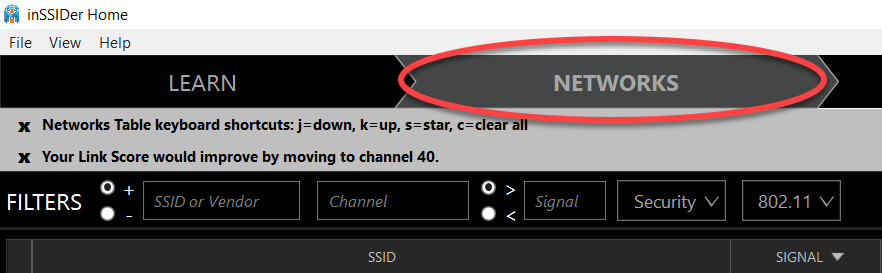 inSSIDer Home
File View Help
LEARN NETWORKS
x Networks Table keyboard shortcuts: j=down, k=up, s=star, c=clear all
x Your Link Score would improve by moving to channel 40.
FILTERS + - SSID or Vendor Channel > < Signal Security 802.11
SSID SIGNAL